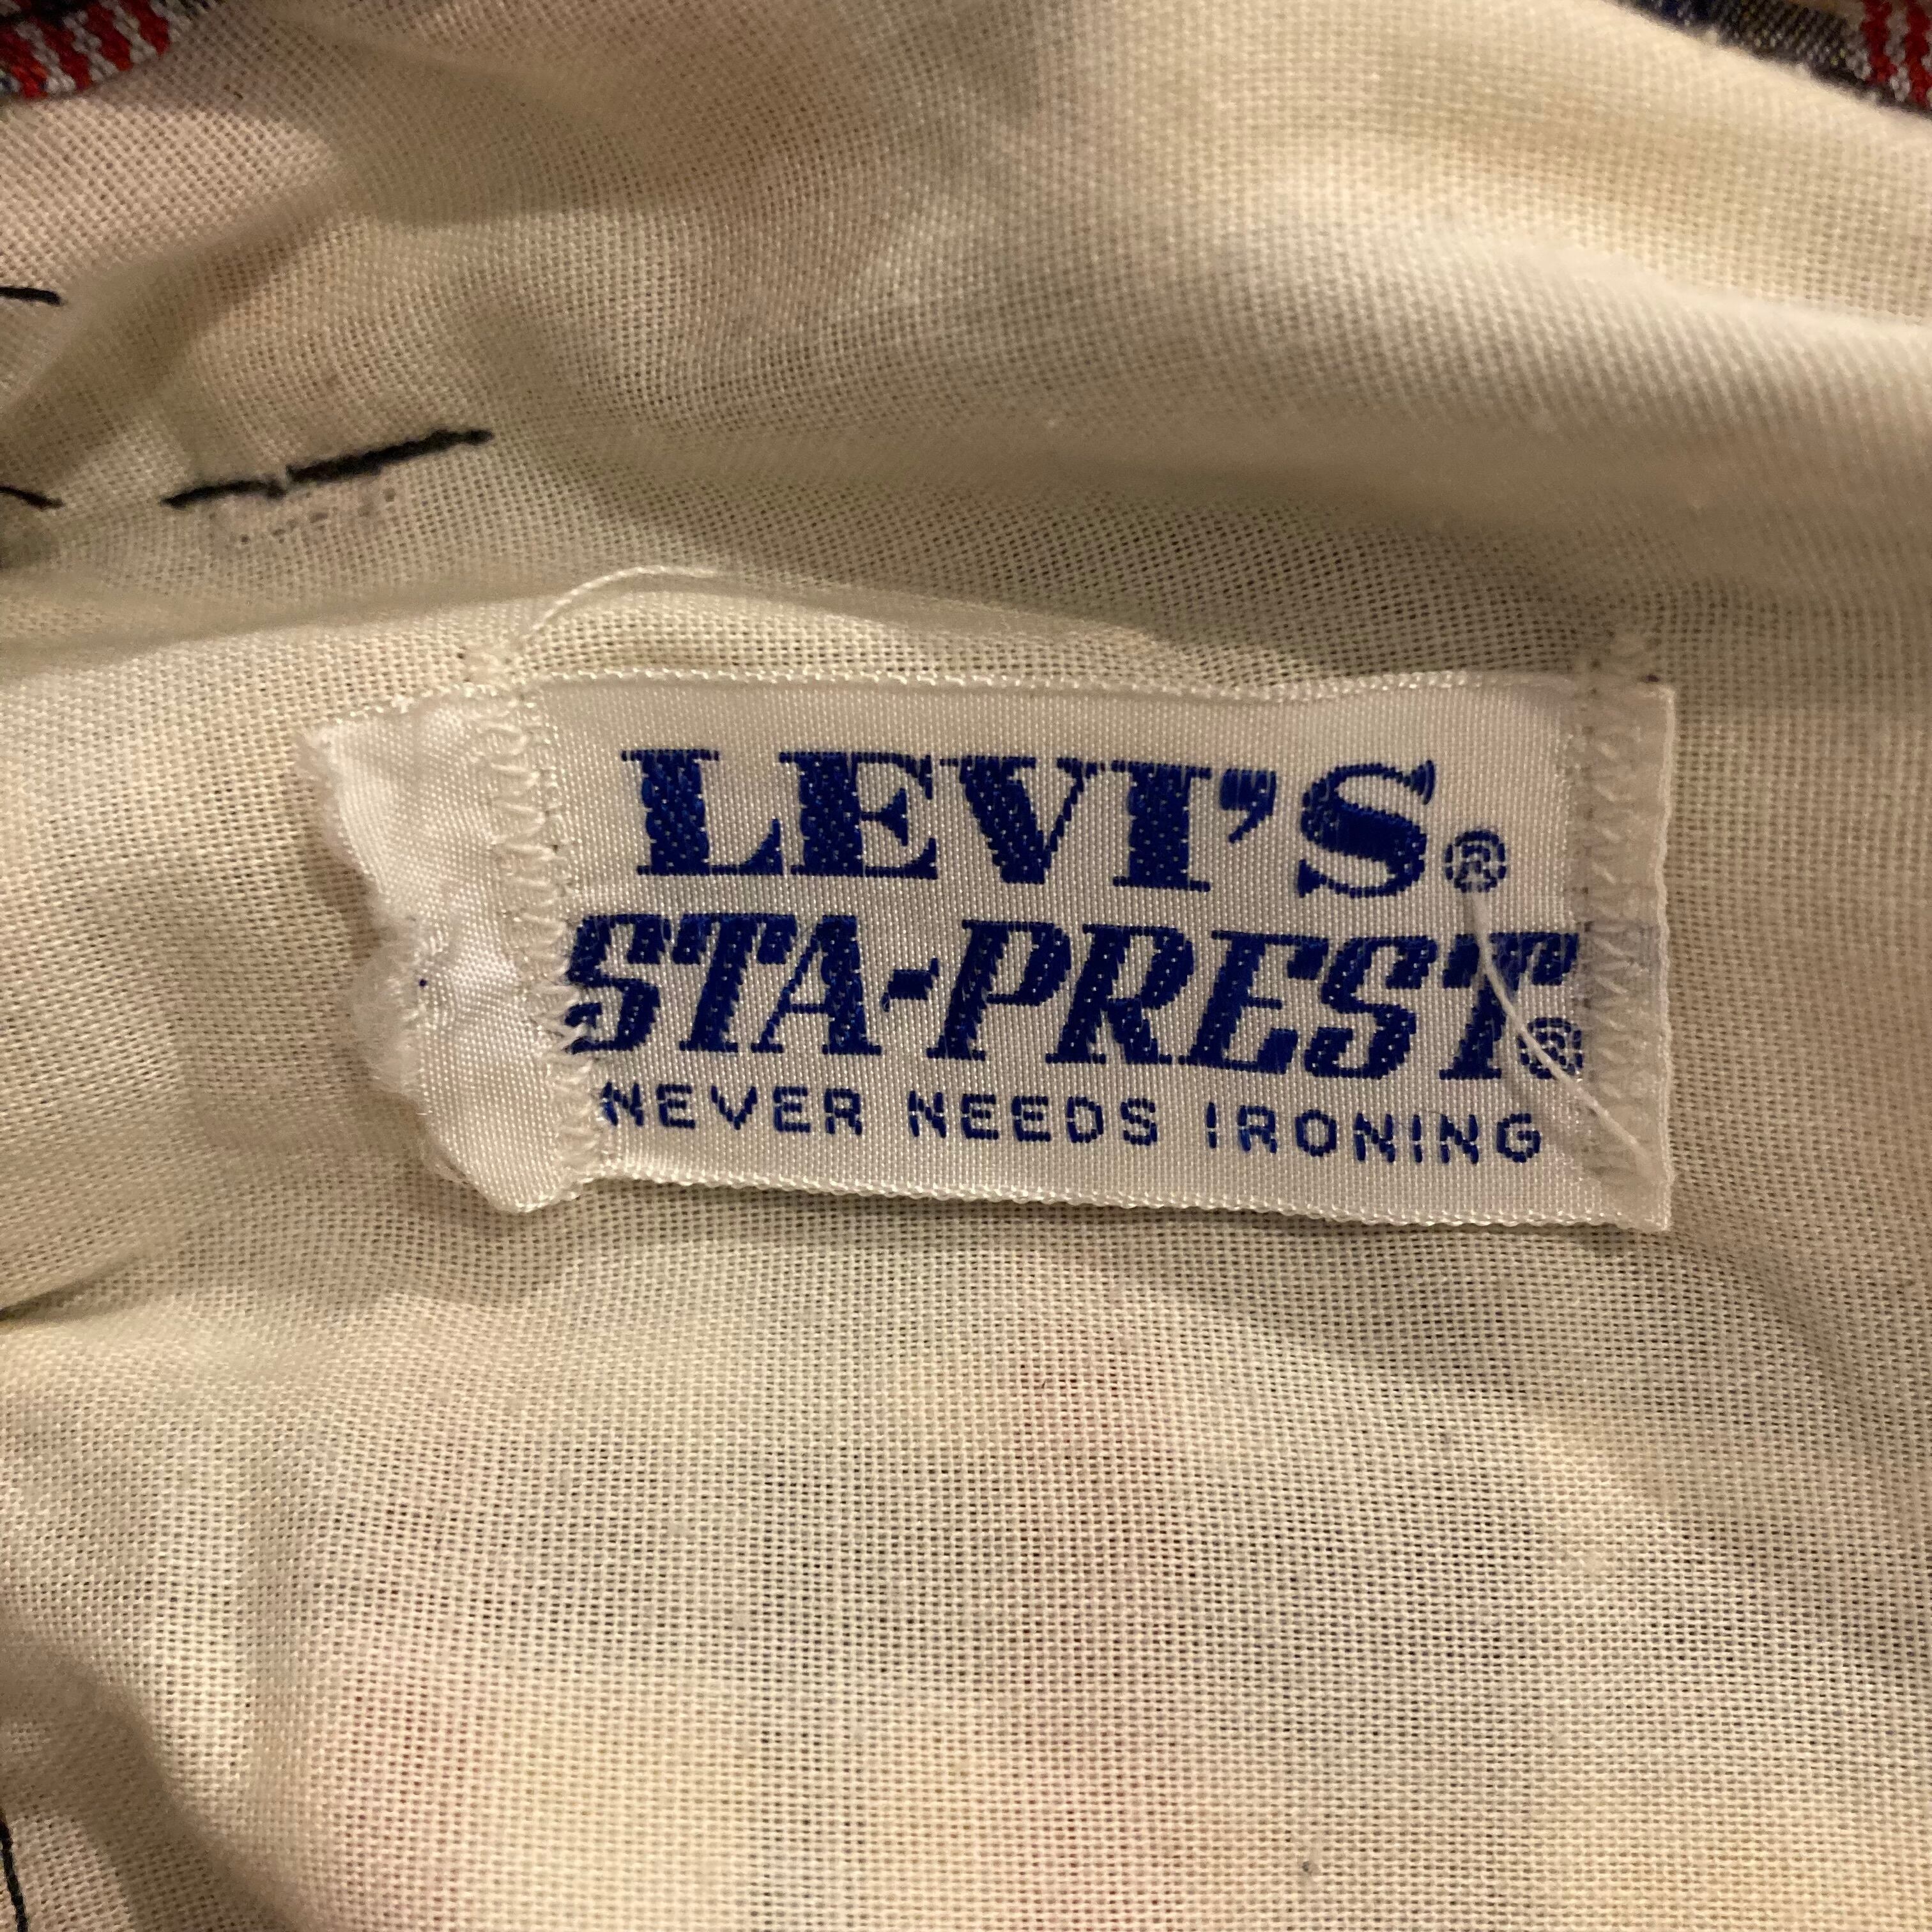 LEVI'S®
STA-PREST®
NEVER NEEDS IRONING